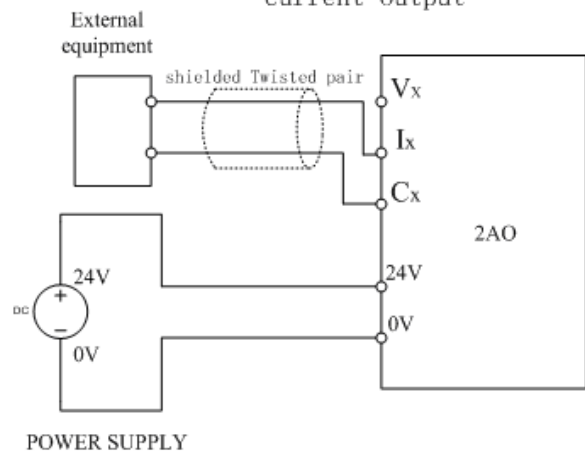 Current Output
External
equipment
shielded Twisted pair
Vx
Ix
Cx
2AO
24V
24V
DC
+
−
0V
0V
POWER SUPPLY